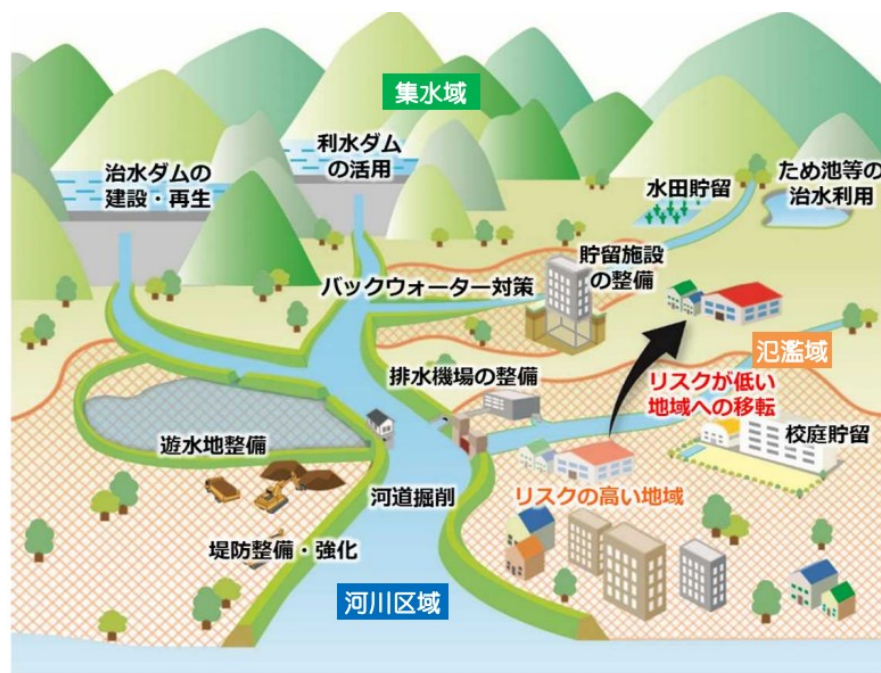 集水域
利水ダム
の活用
治水ダムの
建設・再生
水田貯留
ため池等の
治水利用
貯留施設
の整備
バックウォーター対策
氾濫域
排水機場の整備
リスクが低い
地域への移転
校庭貯留
遊水地整備
リスクの高い地域
河道掘削
堤防整備・強化
河川区域